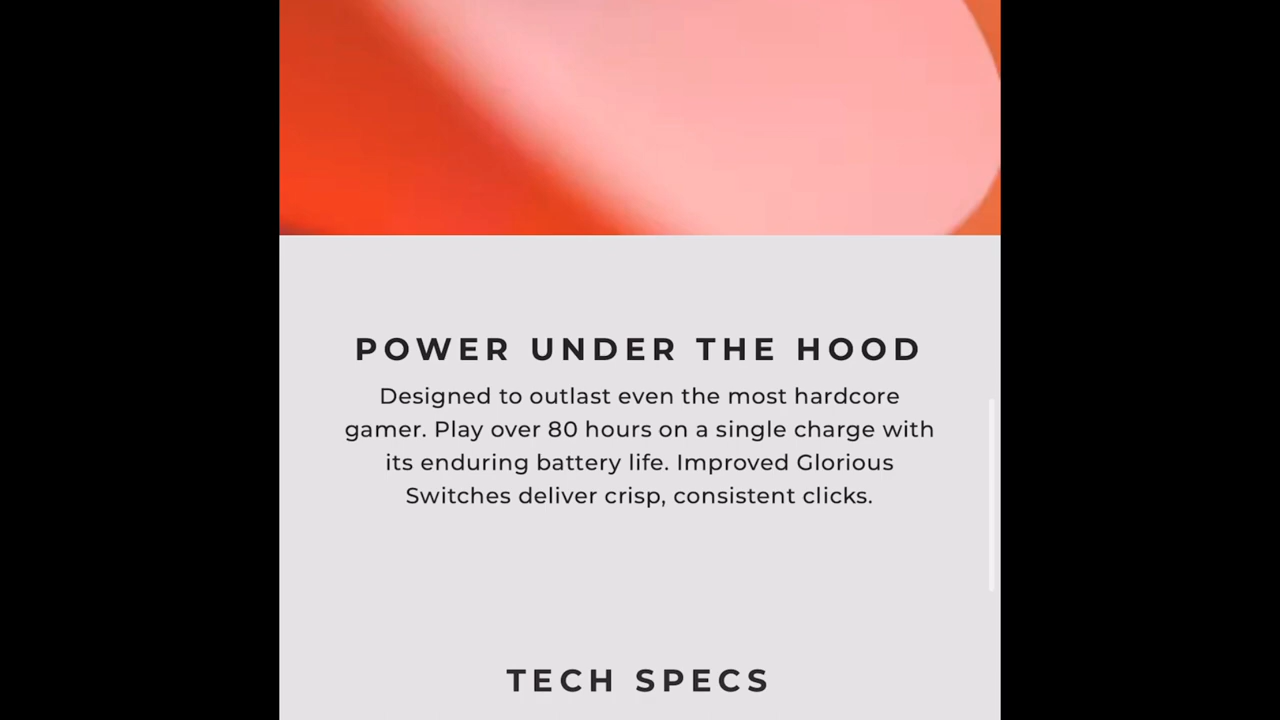 POWER UNDER THE HOOD
Designed to outlast even the most hardcore
gamer. Play over 80 hours on a single charge with
its enduring battery life. Improved Glorious
Switches deliver crisp, consistent clicks.
TECH SPECS